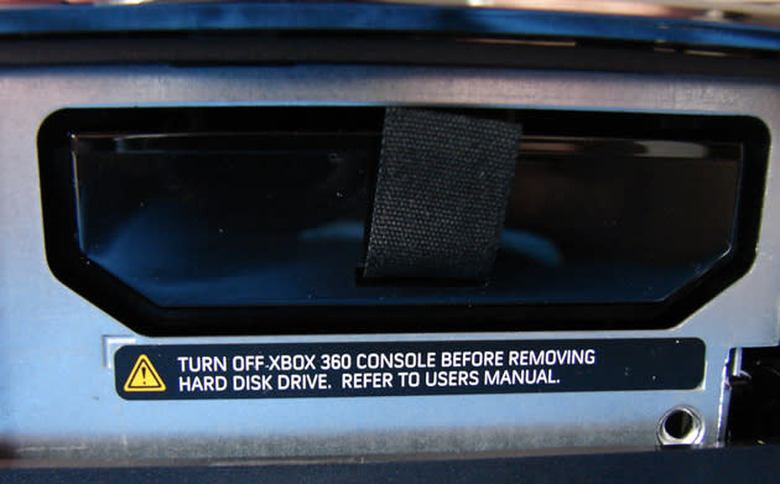 TURN OFF XBOX 360 CONSOLE BEFORE REMOVING
HARD DISK DRIVE. REFER TO USERS MANUAL.